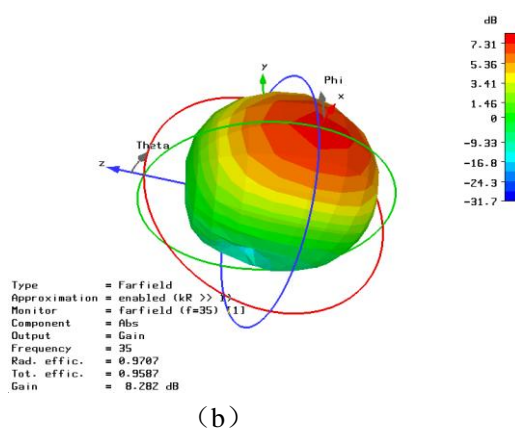 dB
7.31
5.36
3.41
1.46
0
-9.33
-16.8
-24.3
-31.7
y
Phi
x
Theta
z
Type = Farfield
Approximation = enabled (kR >> 1)
Monitor = farfield (f=35) [1]
Component = Abs
Output = Gain
Frequency = 35
Rad. effic. = 0.9707
Tot. effic. = 0.9587
Gain = 8.282 dB
（b）